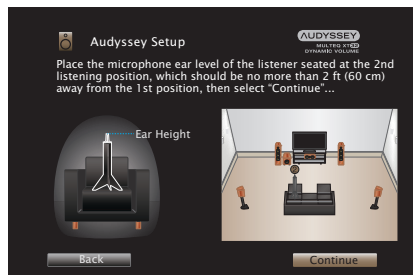 Audyssey Setup
AUDYSSEY
MULTEQ XT32
DYNAMIC VOLUME
Place the microphone ear level of the listener seated at the 2nd
listening position, which should be no more than 2 ft (60 cm)
away from the 1st position, then select “Continue”...
Ear Height
Back
Continue